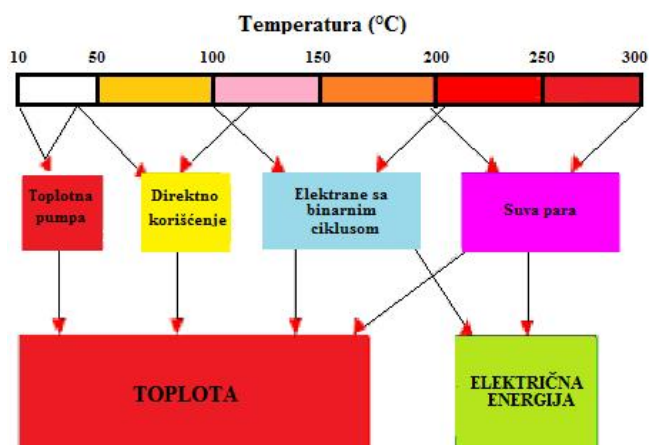 Temperatura (°C)
10 50 100 150 200 250 300
Toplotna
pumpa
Direktno
korišćenje
Elektrane sa
binarnim
ciklusom
Suva para
TOPLOTA
ELEKTRIČNA
ENERGIJA